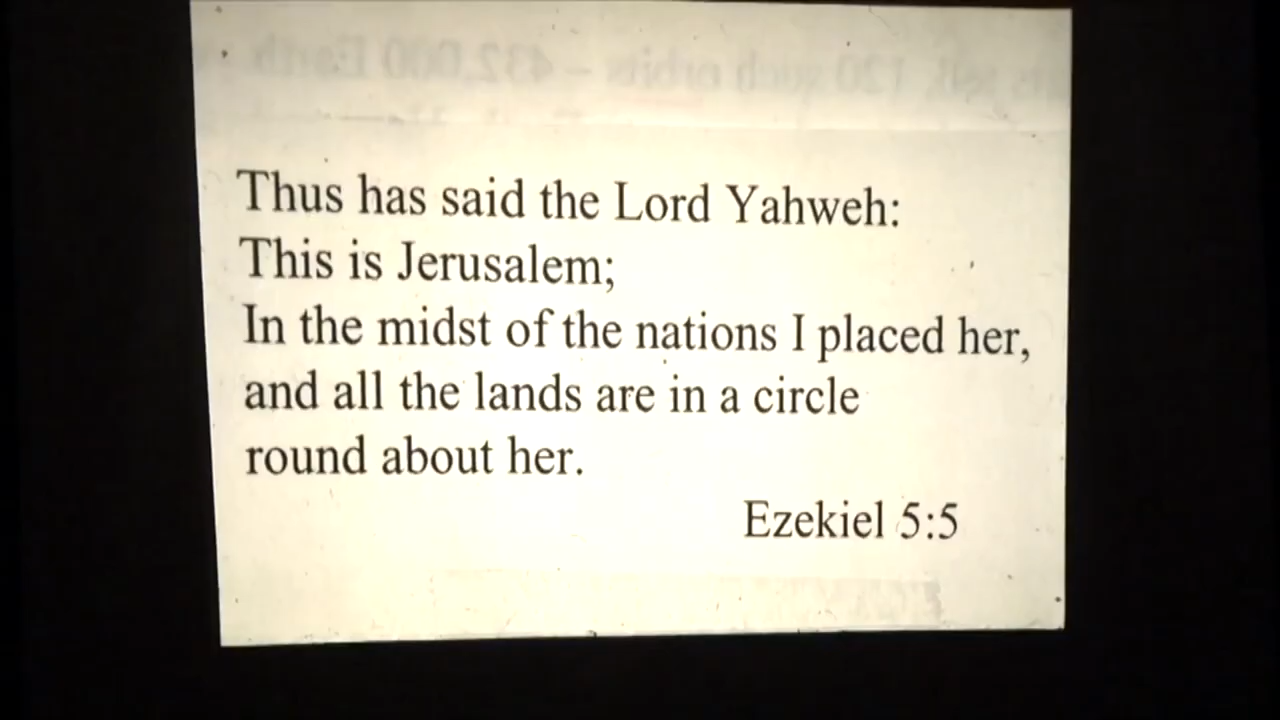 Thus has said the Lord Yahweh:
This is Jerusalem;
In the midst of the nations I placed her,
and all the lands are in a circle
round about her.
Ezekiel 5:5